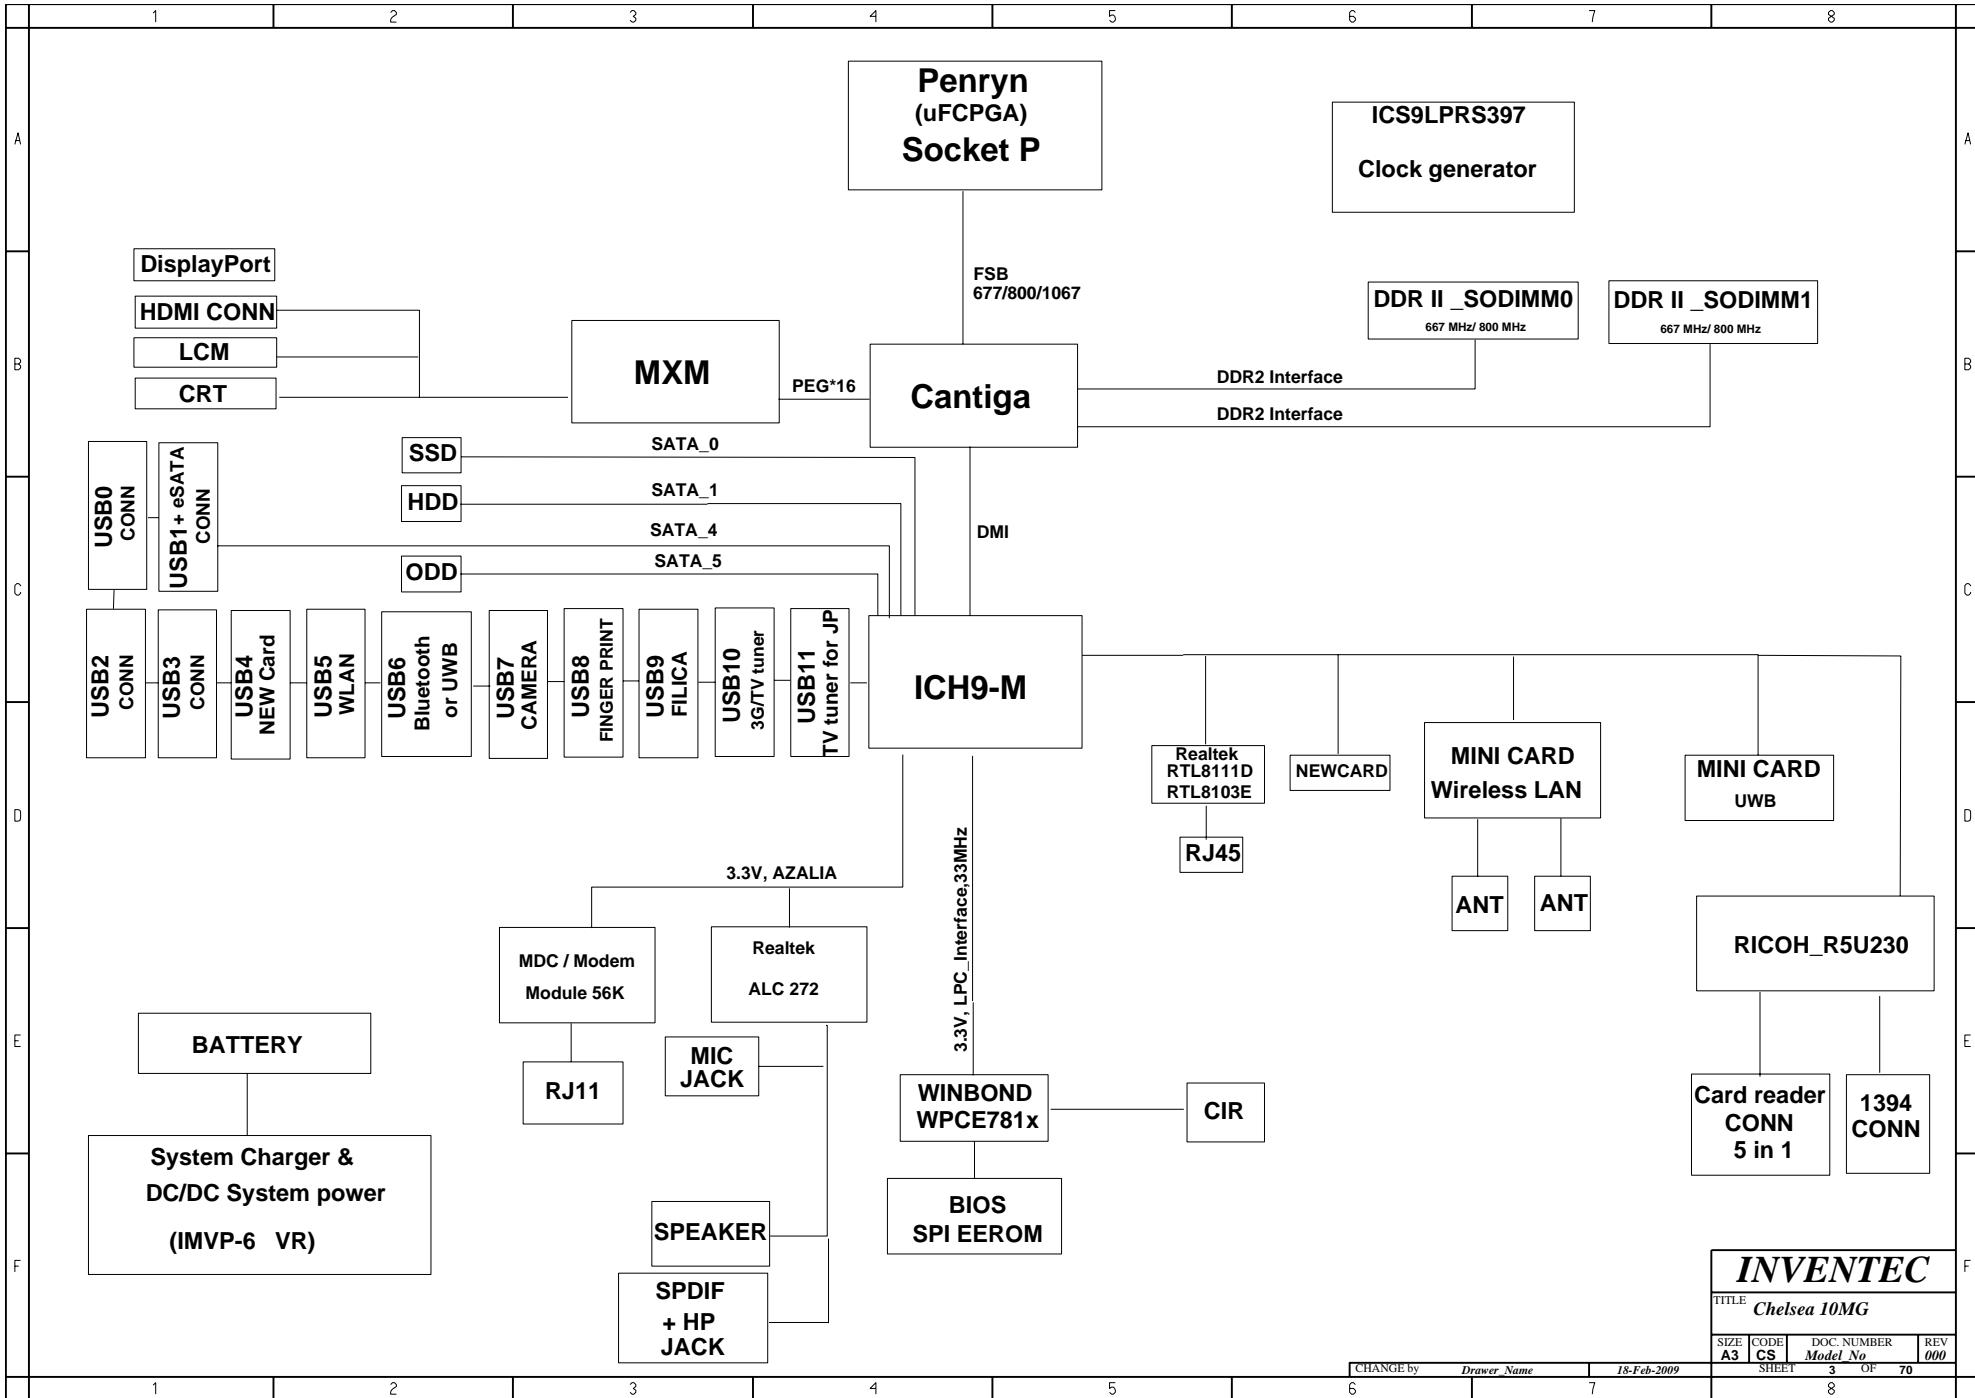 1 2 3 4 5 6 7 8
A A
B B
C C
D D
E E
F F
Penryn
(uFCPGA)
Socket P
ICS9LPRS397
Clock generator
FSB
677/800/1067
DisplayPort
HDMI CONN
LCM
CRT
MXM
PEG*16
Cantiga
DDR II _SODIMM0
667 MHz/ 800 MHz
DDR II _SODIMM1
667 MHz/ 800 MHz
DDR2 Interface
DDR2 Interface
SSD
SATA_0
HDD
SATA_1
SATA_4
ODD
SATA_5
DMI
USB0
CONN
USB1+ eSATA
CONN
USB2
CONN
USB3
CONN
USB4
NEW Card
USB5
WLAN
USB6
Bluetooth
or UWB
USB7
CAMERA
USB8
FINGER PRINT
USB9
FILICA
USB10
3G/TV tuner
USB11
TV tuner for JP
ICH9-M
Realtek
RTL8111D
RTL8103E
RJ45
NEWCARD
MINI CARD
Wireless LAN
ANT
ANT
MINI CARD
UWB
RICOH_R5U230
Card reader
CONN
5 in 1
1394
CONN
3.3V, AZALIA
3.3V, LPC_Interface,33MHz
MDC / Modem
Module 56K
RJ11
Realtek
ALC 272
MIC
JACK
SPEAKER
SPDIF
+ HP
JACK
WINBOND
WPCE781x
CIR
BIOS
SPI EEROM
BATTERY
System Charger &
DC/DC System power
(IMVP-6 VR)
INVENTEC
TITLE Chelsea 10MG
SIZE CODE DOC. NUMBER REV
A3 CS Model_No 000
CHANGE by Drawer_Name 18-Feb-2009 SHEET 3 OF 70
1 2 3 4 5 6 7 8